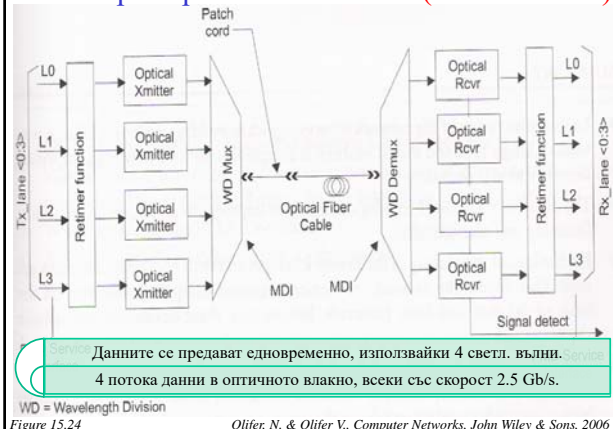 Patch
cord
L0
L1
L2
L3
Tx_lane <0:3>
Retimer function
Optical
Xmitter
Optical
Xmitter
Optical
Xmitter
Optical
Xmitter
WD Mux
Optical Fiber
Cable
MDI
MDI
WD Demux
Optical
Rcvr
Optical
Rcvr
Optical
Rcvr
Optical
Rcvr
Retimer function
L0
L1
L2
L3
Rx_lane <0:3>
Signal detect
Service
Service
Данните се предават едновременно, използвайки 4 светл. вълни.
4 потока данни в оптичното влакно, всеки със скорост 2.5 Gb/s.
WD = Wavelength Division
Figure 15.24
Olifer, N. & Olifer V., Computer Networks, John Wiley & Sons, 2006